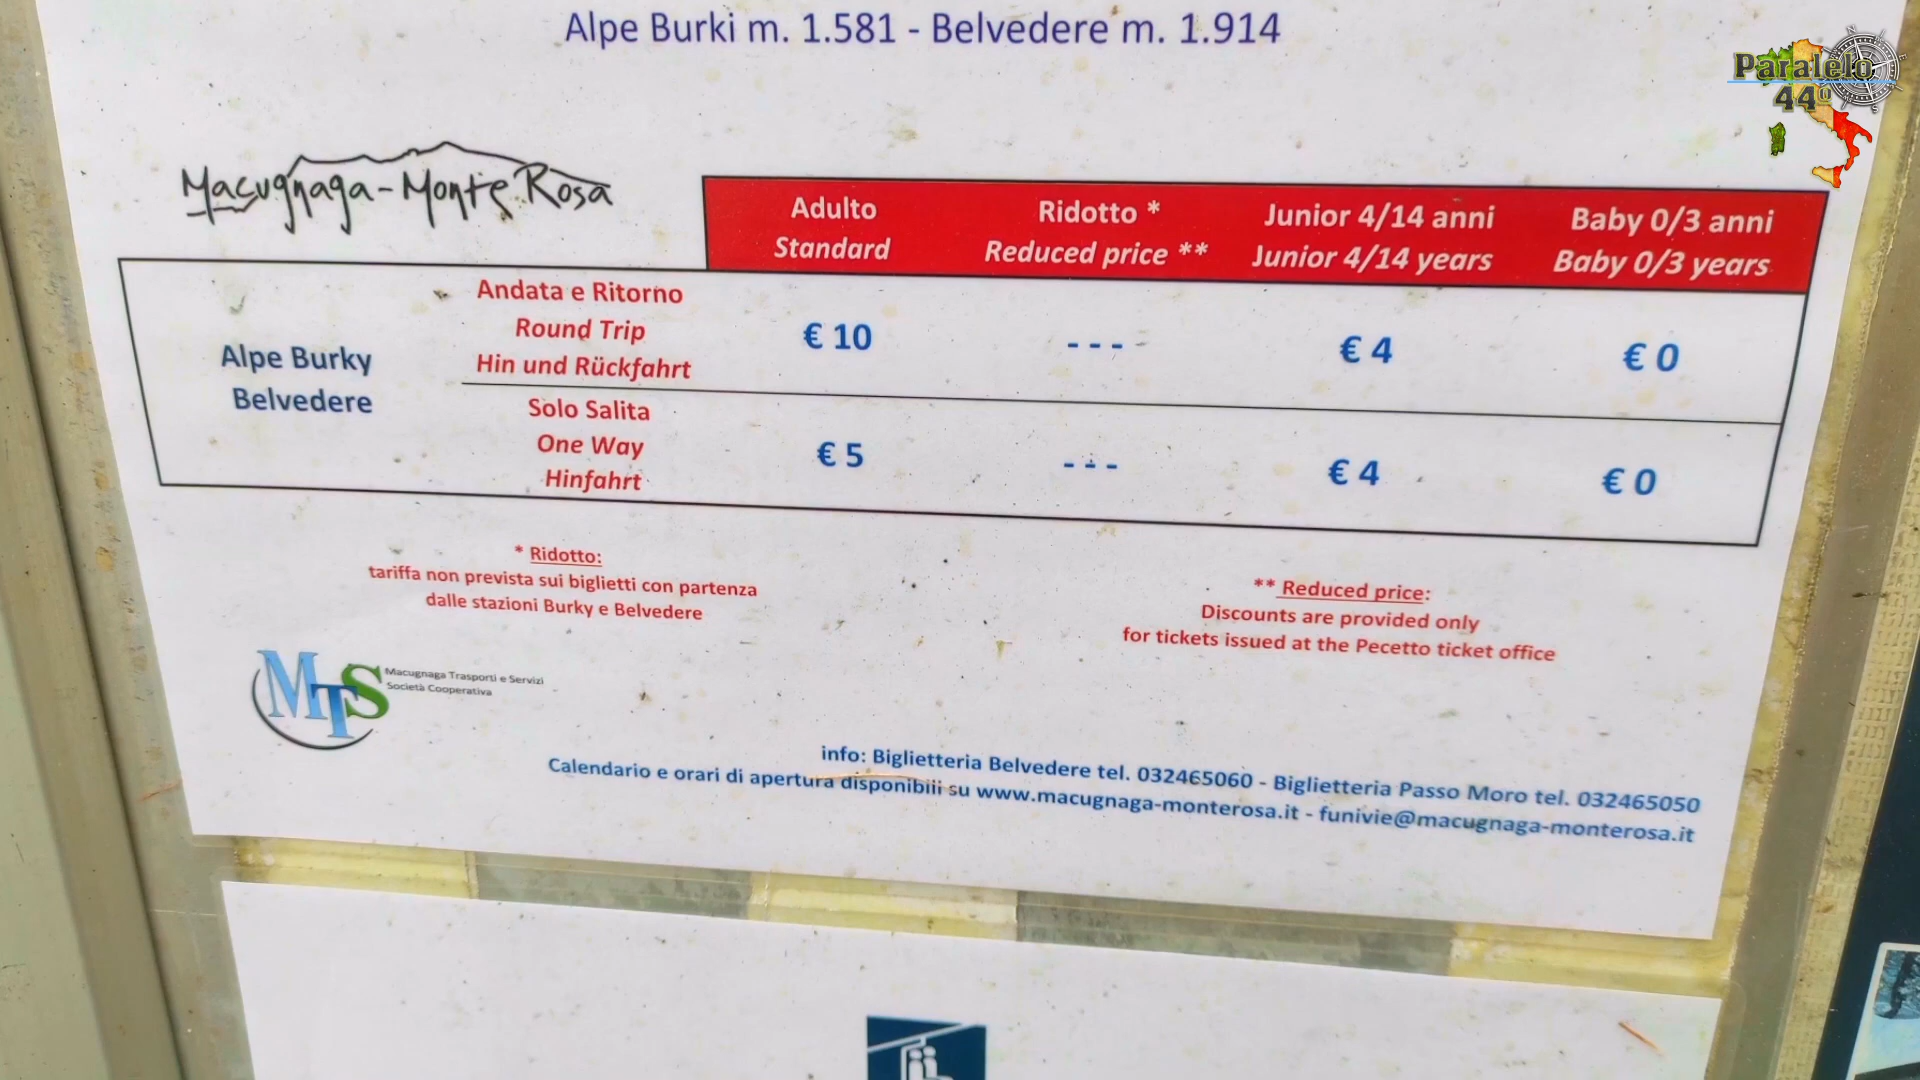 Alpe Burki m. 1.581 - Belvedere m. 1.914
Paralelo
44º
Macugnaga-Monte Rosa
Adulto
Standard
Ridotto *
Reduced price **
Junior 4/14 anni
Junior 4/14 years
Baby 0/3 anni
Baby 0/3 years
Alpe Burky
Belvedere
Andata e Ritorno
Round Trip
Hin und Rückfahrt
€ 10
- - -
€ 4
€ 0
Solo Salita
One Way
Hinfahrt
€ 5
- - -
€ 4
€ 0
* Ridotto:
tariffa non prevista sui biglietti con partenza
dalle stazioni Burky e Belvedere
** Reduced price:
Discounts are provided only
for tickets issued at the Pecetto ticket office
MTS
Macugnaga Trasporti e Servizi
Società Cooperativa
info: Biglietteria Belvedere tel. 032465060 - Biglietteria Passo Moro tel. 032465050
Calendario e orari di apertura disponibili su www.macugnaga-monterosa.it - funivie@macugnaga-monterosa.it